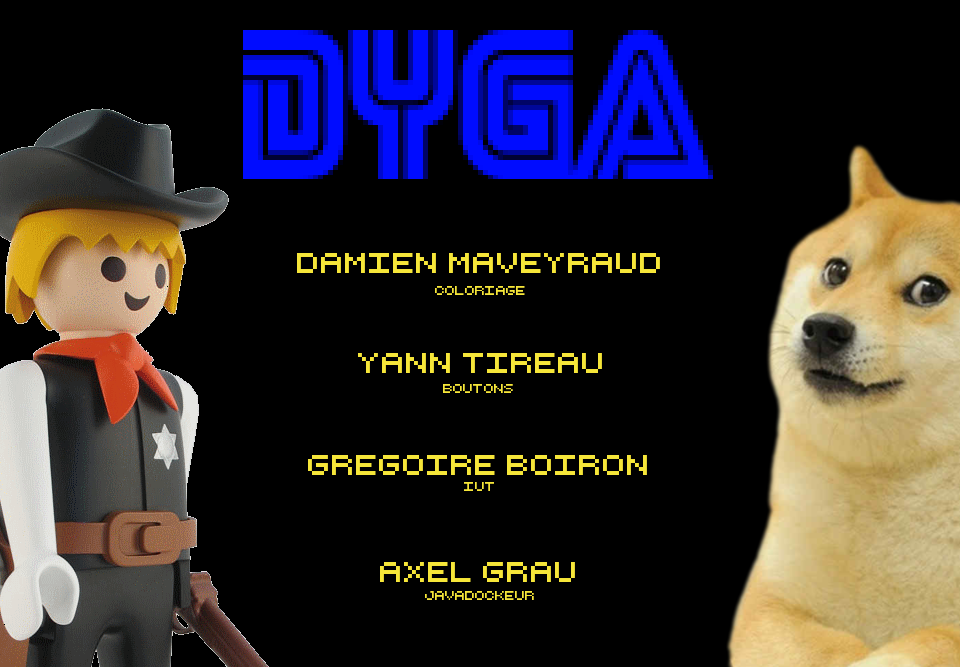 DYGA
DAMIEN MAVEYRAUD
COLORIAGE
YANN TIREAU
BOUTONS
GREGOIRE BOIRON
IUT
AXEL GRAU
JAVADOCKEUR